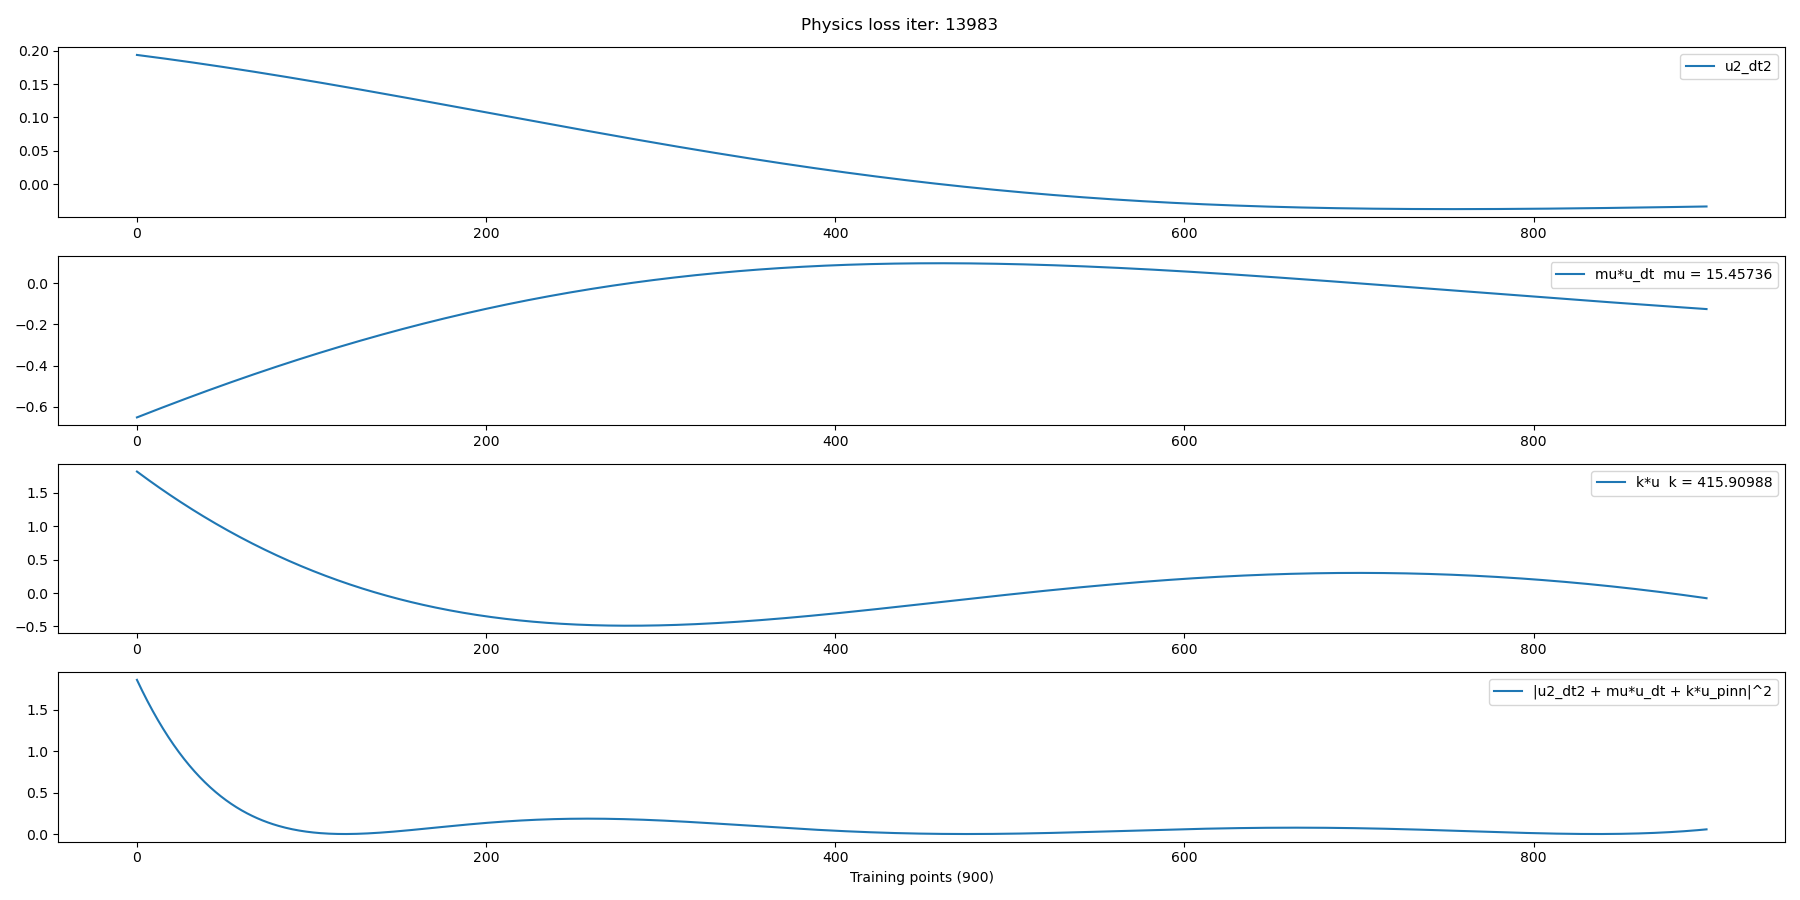 Physics loss iter: 13983
0.20
0.15
0.10
0.05
0.00
u2_dt2
0 200 400 600 800
0.0
−0.2
−0.4
−0.6
mu*u_dt  mu = 15.45736
0 200 400 600 800
1.5
1.0
0.5
0.0
−0.5
k*u  k = 415.90988
0 200 400 600 800
1.5
1.0
0.5
0.0
|u2_dt2 + mu*u_dt + k*u_pinn|^2
0 200 400 600 800
Training points (900)